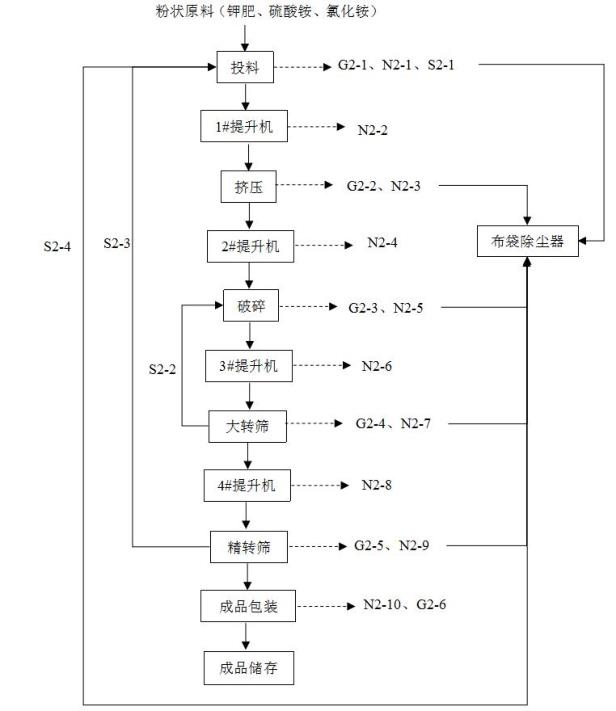 粉状原料（钾肥、硫酸铵、氯化铵）
投料
G2-1、N2-1、S2-1
1#提升机
N2-2
挤压
G2-2、N2-3
S2-4
S2-3
2#提升机
N2-4
布袋除尘器
破碎
G2-3、N2-5
S2-2
3#提升机
N2-6
大转筛
G2-4、N2-7
4#提升机
N2-8
精转筛
G2-5、N2-9
成品包装
N2-10、G2-6
成品储存